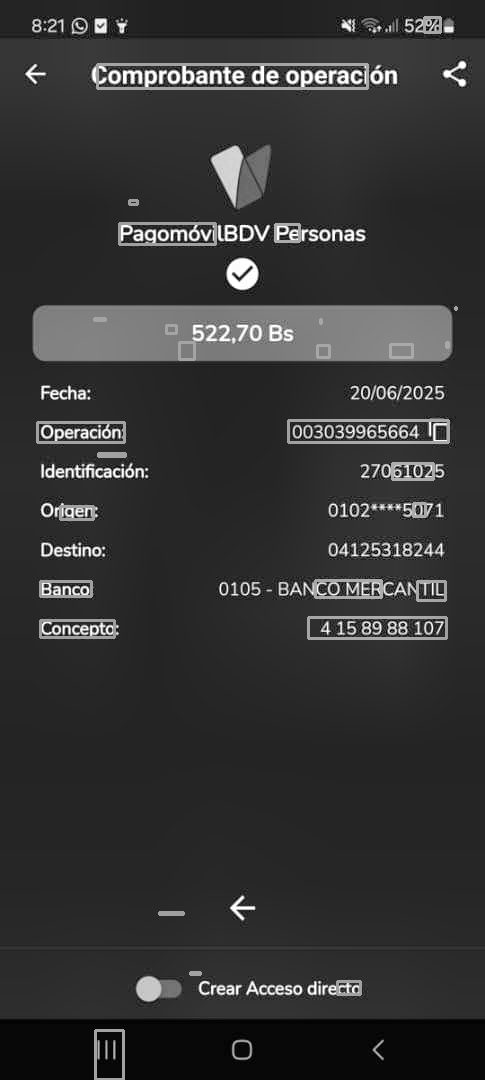 8:21 52%
Comprobante de operación
PagomóvilBDV Personas
522,70 Bs
Fecha: 20/06/2025
Operación: 003039965664
Identificación: 27061025
Origen: 0102****5071
Destino: 04125318244
Banco 0105 - BANCO MERCANTIL
Concepto: 4 15 89 88 107
Crear Acceso directo